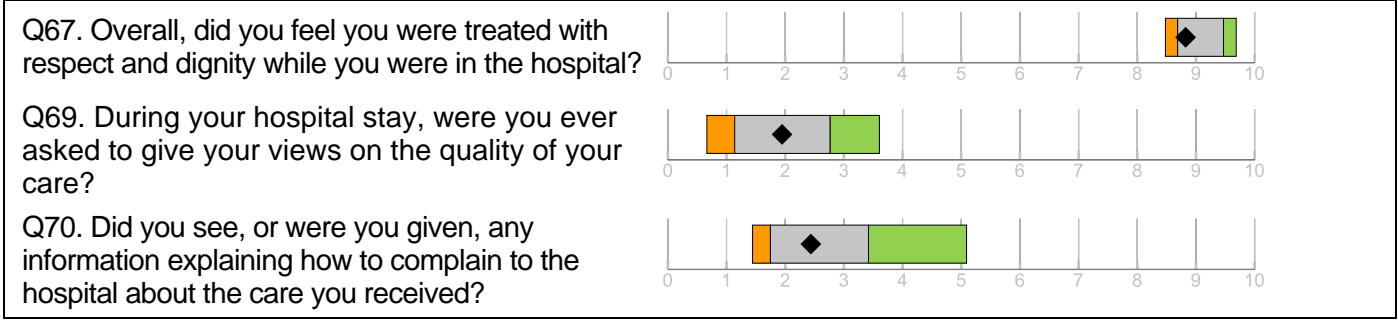 Q67. Overall, did you feel you were treated with
respect and dignity while you were in the hospital?
0 1 2 3 4 5 6 7 8 9 10
Q69. During your hospital stay, were you ever
asked to give your views on the quality of your
care?
0 1 2 3 4 5 6 7 8 9 10
Q70. Did you see, or were you given, any
information explaining how to complain to the
hospital about the care you received?
0 1 2 3 4 5 6 7 8 9 10